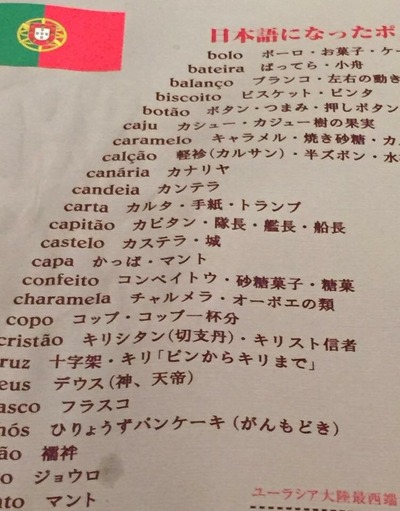 日本語になったポ
bolo ボーロ・お菓子・ケー
bateira ばってら・小舟
balanço ブランコ・左右の動き
biscoito ビスケット・ビンタ
botão ボタン・つまみ・押しボタン
caju カシュー・カジュー樹の果実
caramelo キャラメル・焼き砂糖・カ
calção 軽衫(カルサン)・半ズボン・水
canária カナリヤ
candeia カンテラ
carta カルタ・手紙・トランプ
capitão カピタン・隊長・艦長・船長
castelo カステラ・城
capa かっぱ・マント
confeito コンペイトウ・砂糖菓子・糖菓
charamela チャルメラ・オーボエの類
copo コップ・コップ一杯分
cristão キリシタン(切支丹)・キリスト信者
ruz 十字架・キリ「ピンからキリまで」
eus デウス(神、天帝)
asco フラスコ
hós ひりょうずパンケーキ(がんもどき)
ão 襦袢
o ジョウロ
nto マント
ユーラシア大陸最西端